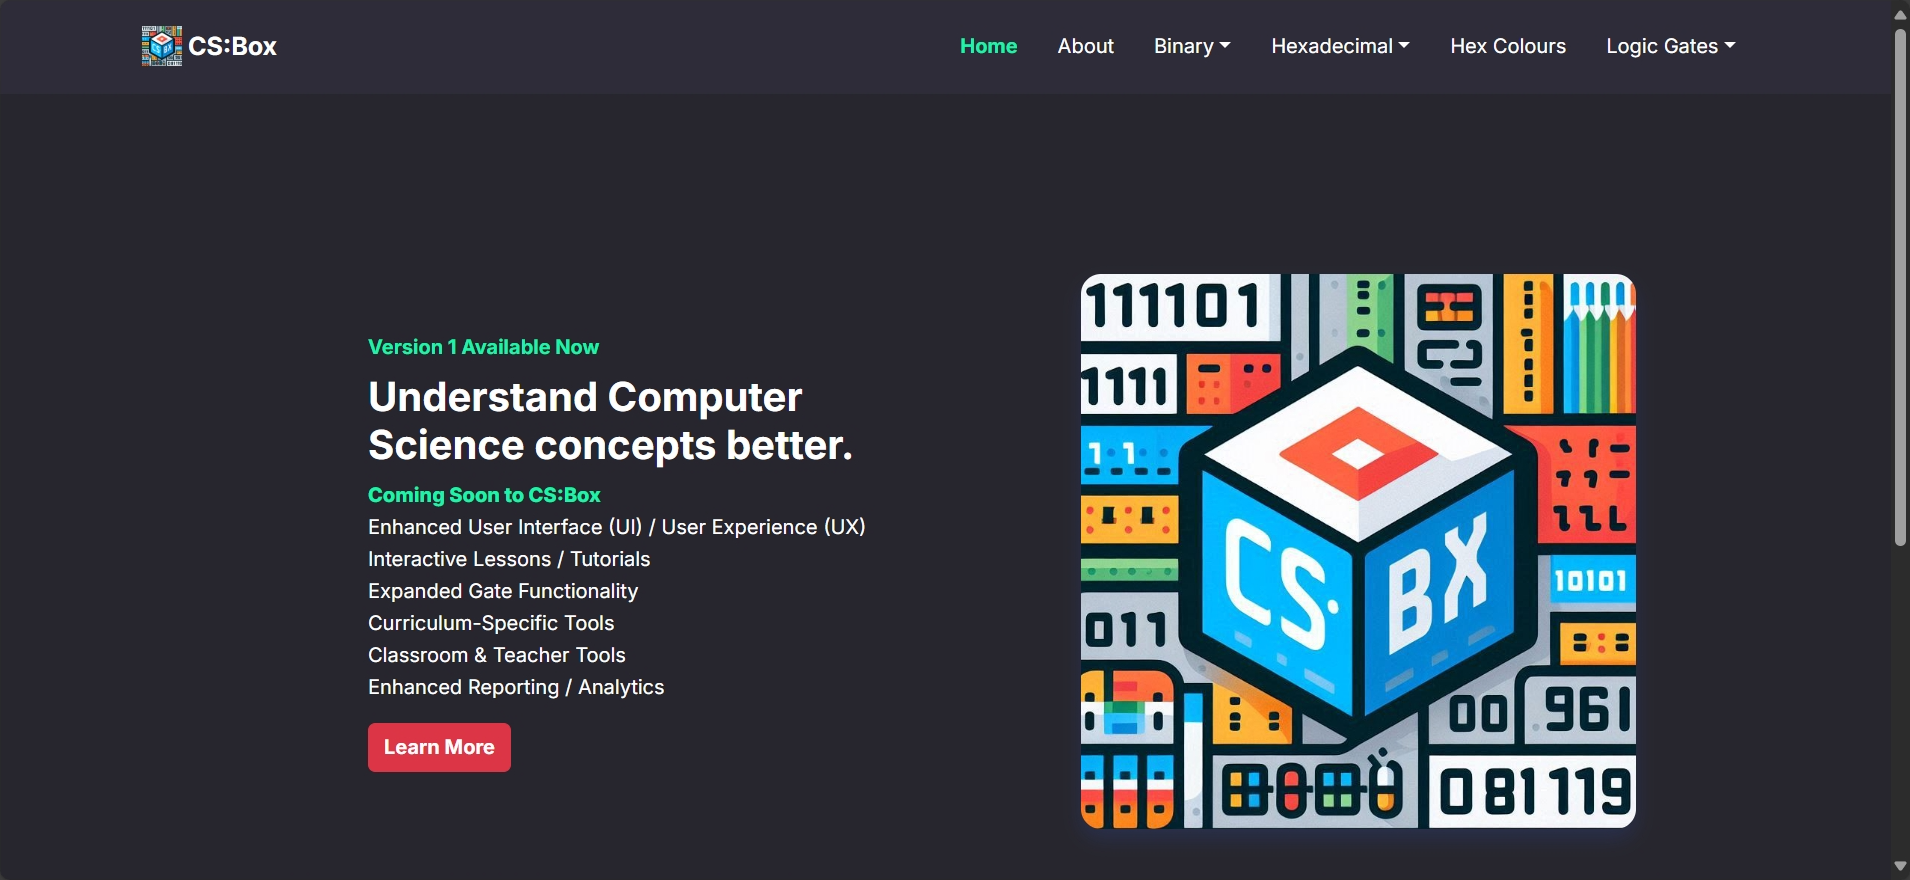 CS:Box
Home
About
Binary
Hexadecimal
Hex Colours
Logic Gates
Version 1 Available Now
Understand Computer
Science concepts better.
Coming Soon to CS:Box
Enhanced User Interface (UI) / User Experience (UX)
Interactive Lessons / Tutorials
Expanded Gate Functionality
Curriculum-Specific Tools
Classroom & Teacher Tools
Enhanced Reporting / Analytics
Learn More
111101
1111
1 1
CS:
BX
10101
011
00
961
081119